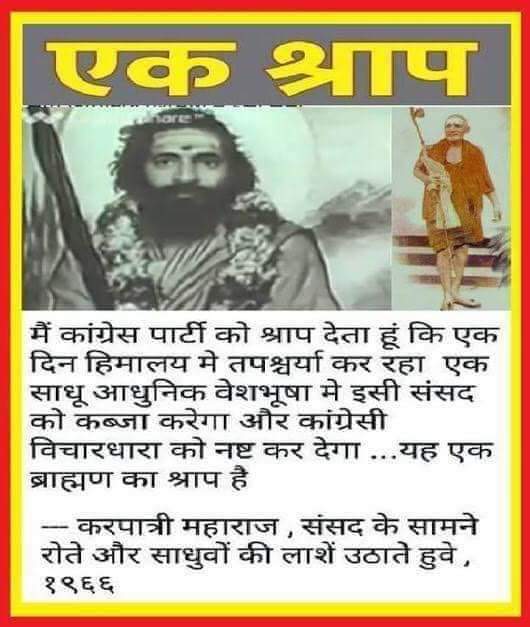 एक श्राप
मैं कांग्रेस पार्टी को श्राप देता हूं कि एक
दिन हिमालय मे तपश्चर्या कर रहा एक
साधू आधुनिक वेशभूषा मे इसी संसद
को कब्जा करेगा और कांग्रेसी
विचारधारा को नष्ट कर देगा ...यह एक
ब्राह्मण का श्राप है
--- करपात्री महाराज , संसद के सामने
रोते और साधुवों की लाशें उठाते हुवे ,
१९६६